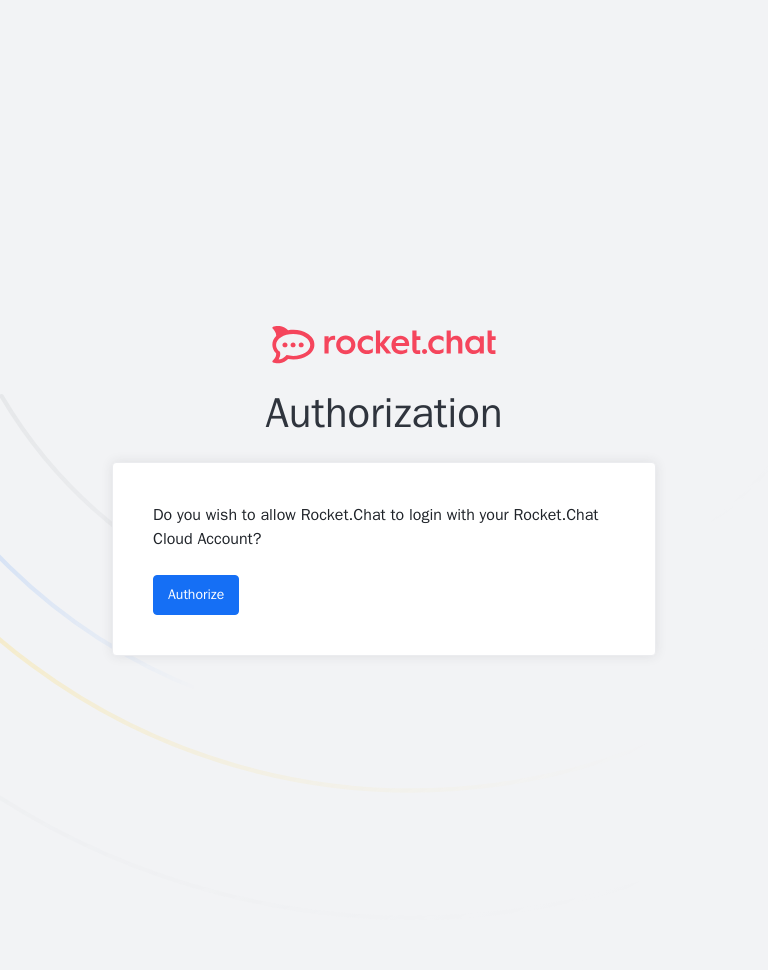 rocket.chat
Authorization
Do you wish to allow Rocket.Chat to login with your Rocket.Chat
Cloud Account?
Authorize